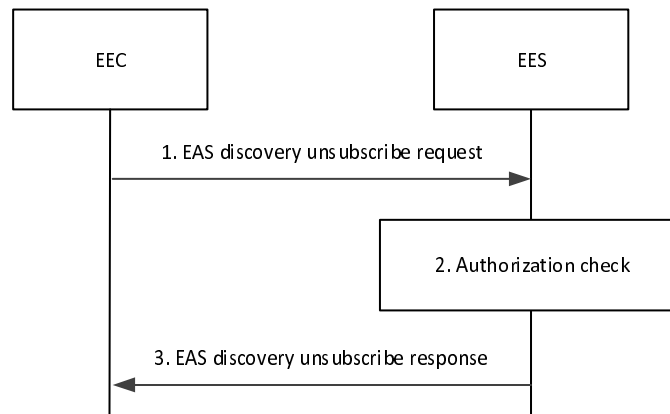 EEC
EES
1. EAS discovery unsubscribe request
2. Authorization check
3. EAS discovery unsubscribe response